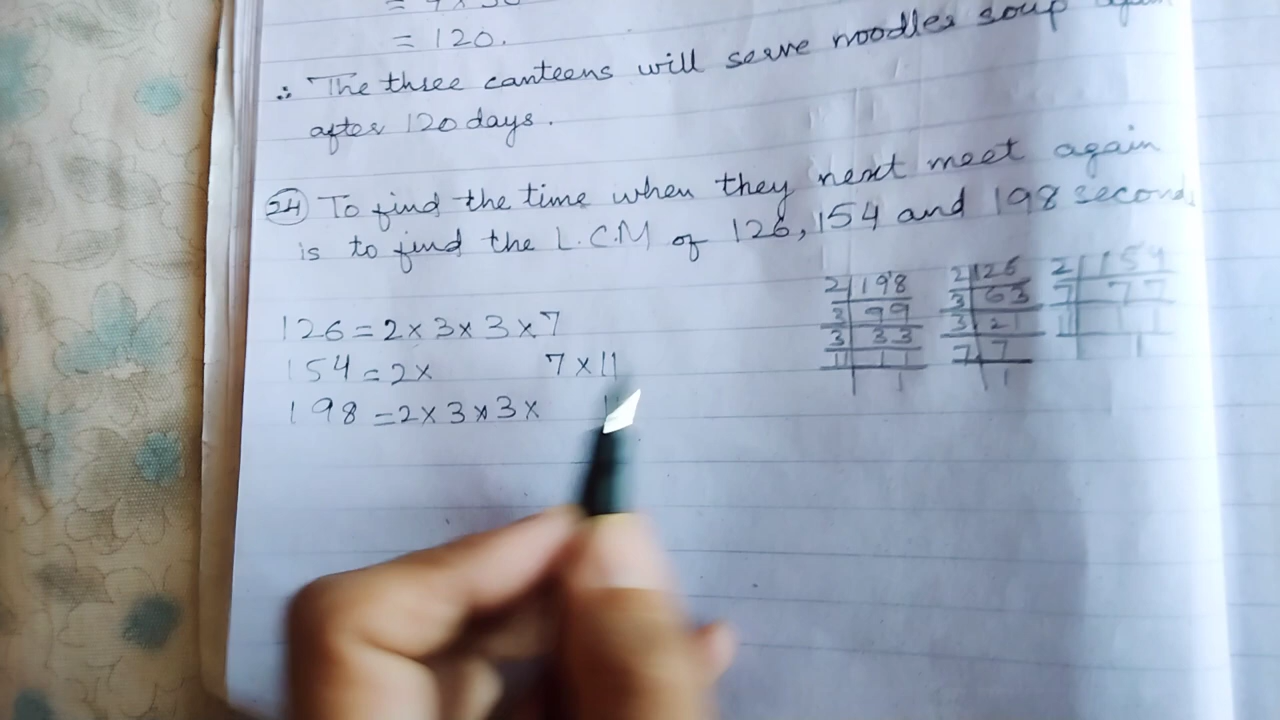 = 120.
∴ The three canteens will serve noodles soup again
after 120 days.
24 To find the time when they next meet again
is to find the L.C.M of 126, 154 and 198 seconds
126 = 2 × 3 × 3 × 7
154 = 2 × 7 × 11
198 = 2 × 3 × 3 ×
2 198
3 99
3 33
11 11
1
2 126
3 63
3 21
7 7
1
2 154
7 77
11 11
1